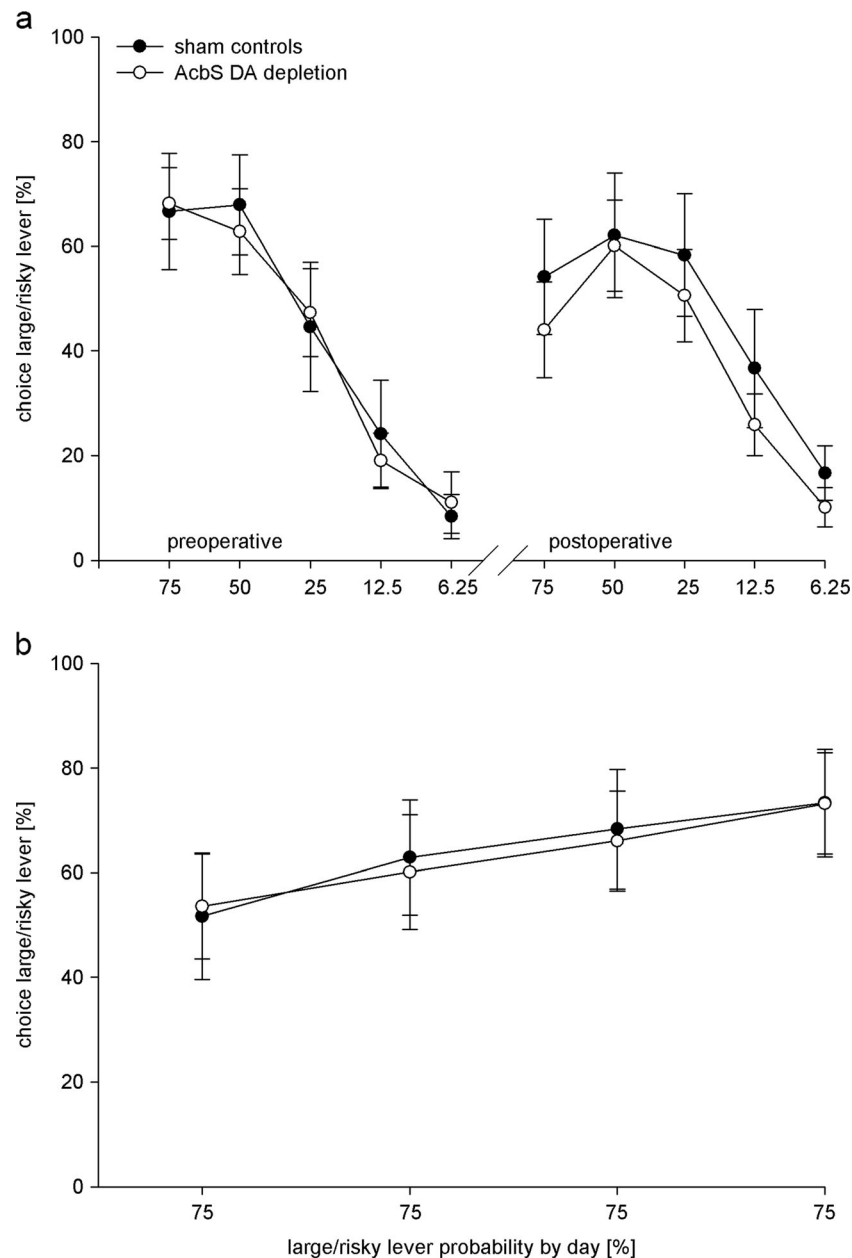 a
100
sham controls
AcbS DA depletion
80
60
40
20
0
choice large/risky lever [%]
preoperative
postoperative
75 50 25 12.5 6.25 75 50 25 12.5 6.25
b
100
80
60
40
20
0
choice large/risky lever [%]
75 75 75 75
large/risky lever probability by day [%]